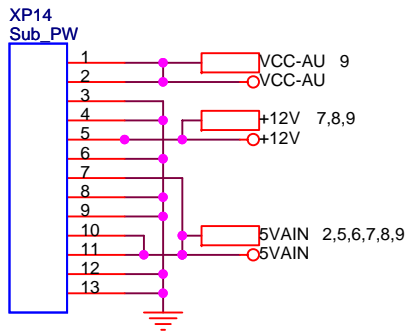 XP14
Sub_PW
1
VCC-AU 9
2
VCC-AU
3
4
+12V 7,8,9
5
+12V
6
7
8
9
10
5VAIN 2,5,6,7,8,9
11
5VAIN
12
13